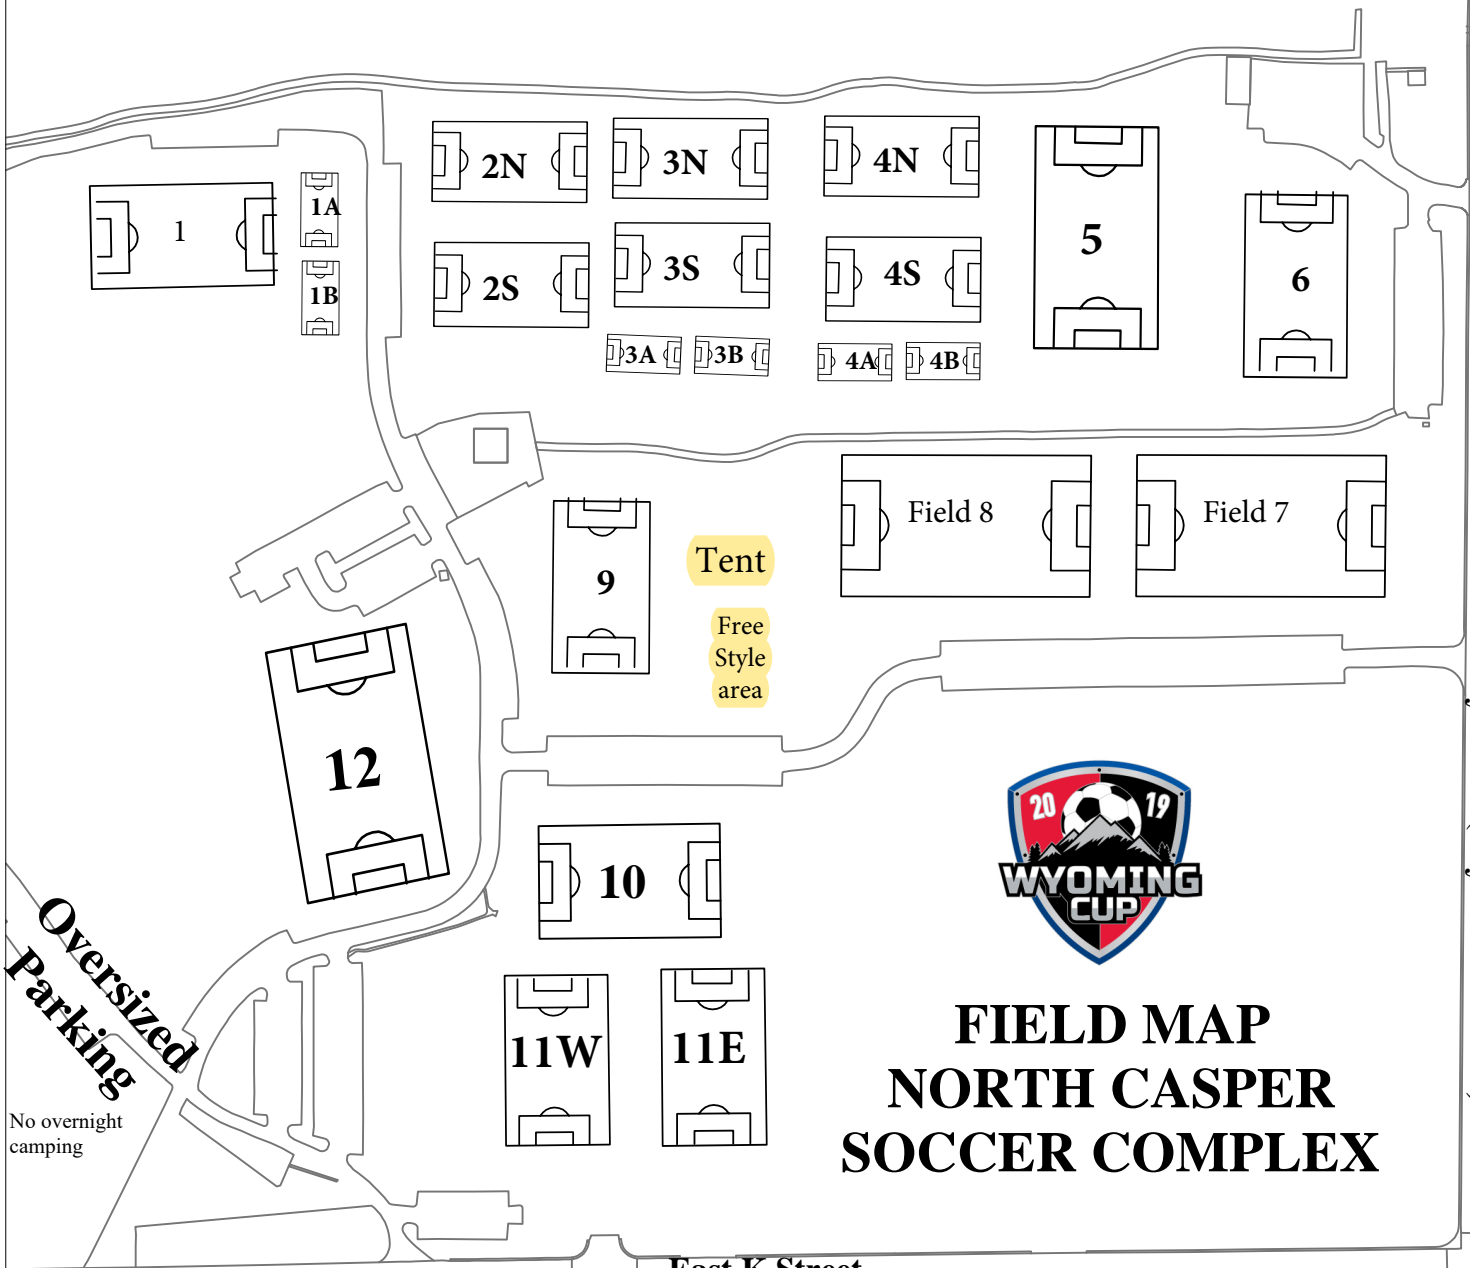 2N
3N
4N
1
1A
5
6
1B
2S
3S
4S
3A
3B
4A
4B
Field 8
Field 7
9
Tent
Free
Style
area
12
10
20 19
WYOMING
CUP
Oversized
Parking
No overnight
camping
11W
11E
FIELD MAP
NORTH CASPER
SOCCER COMPLEX
East K Street